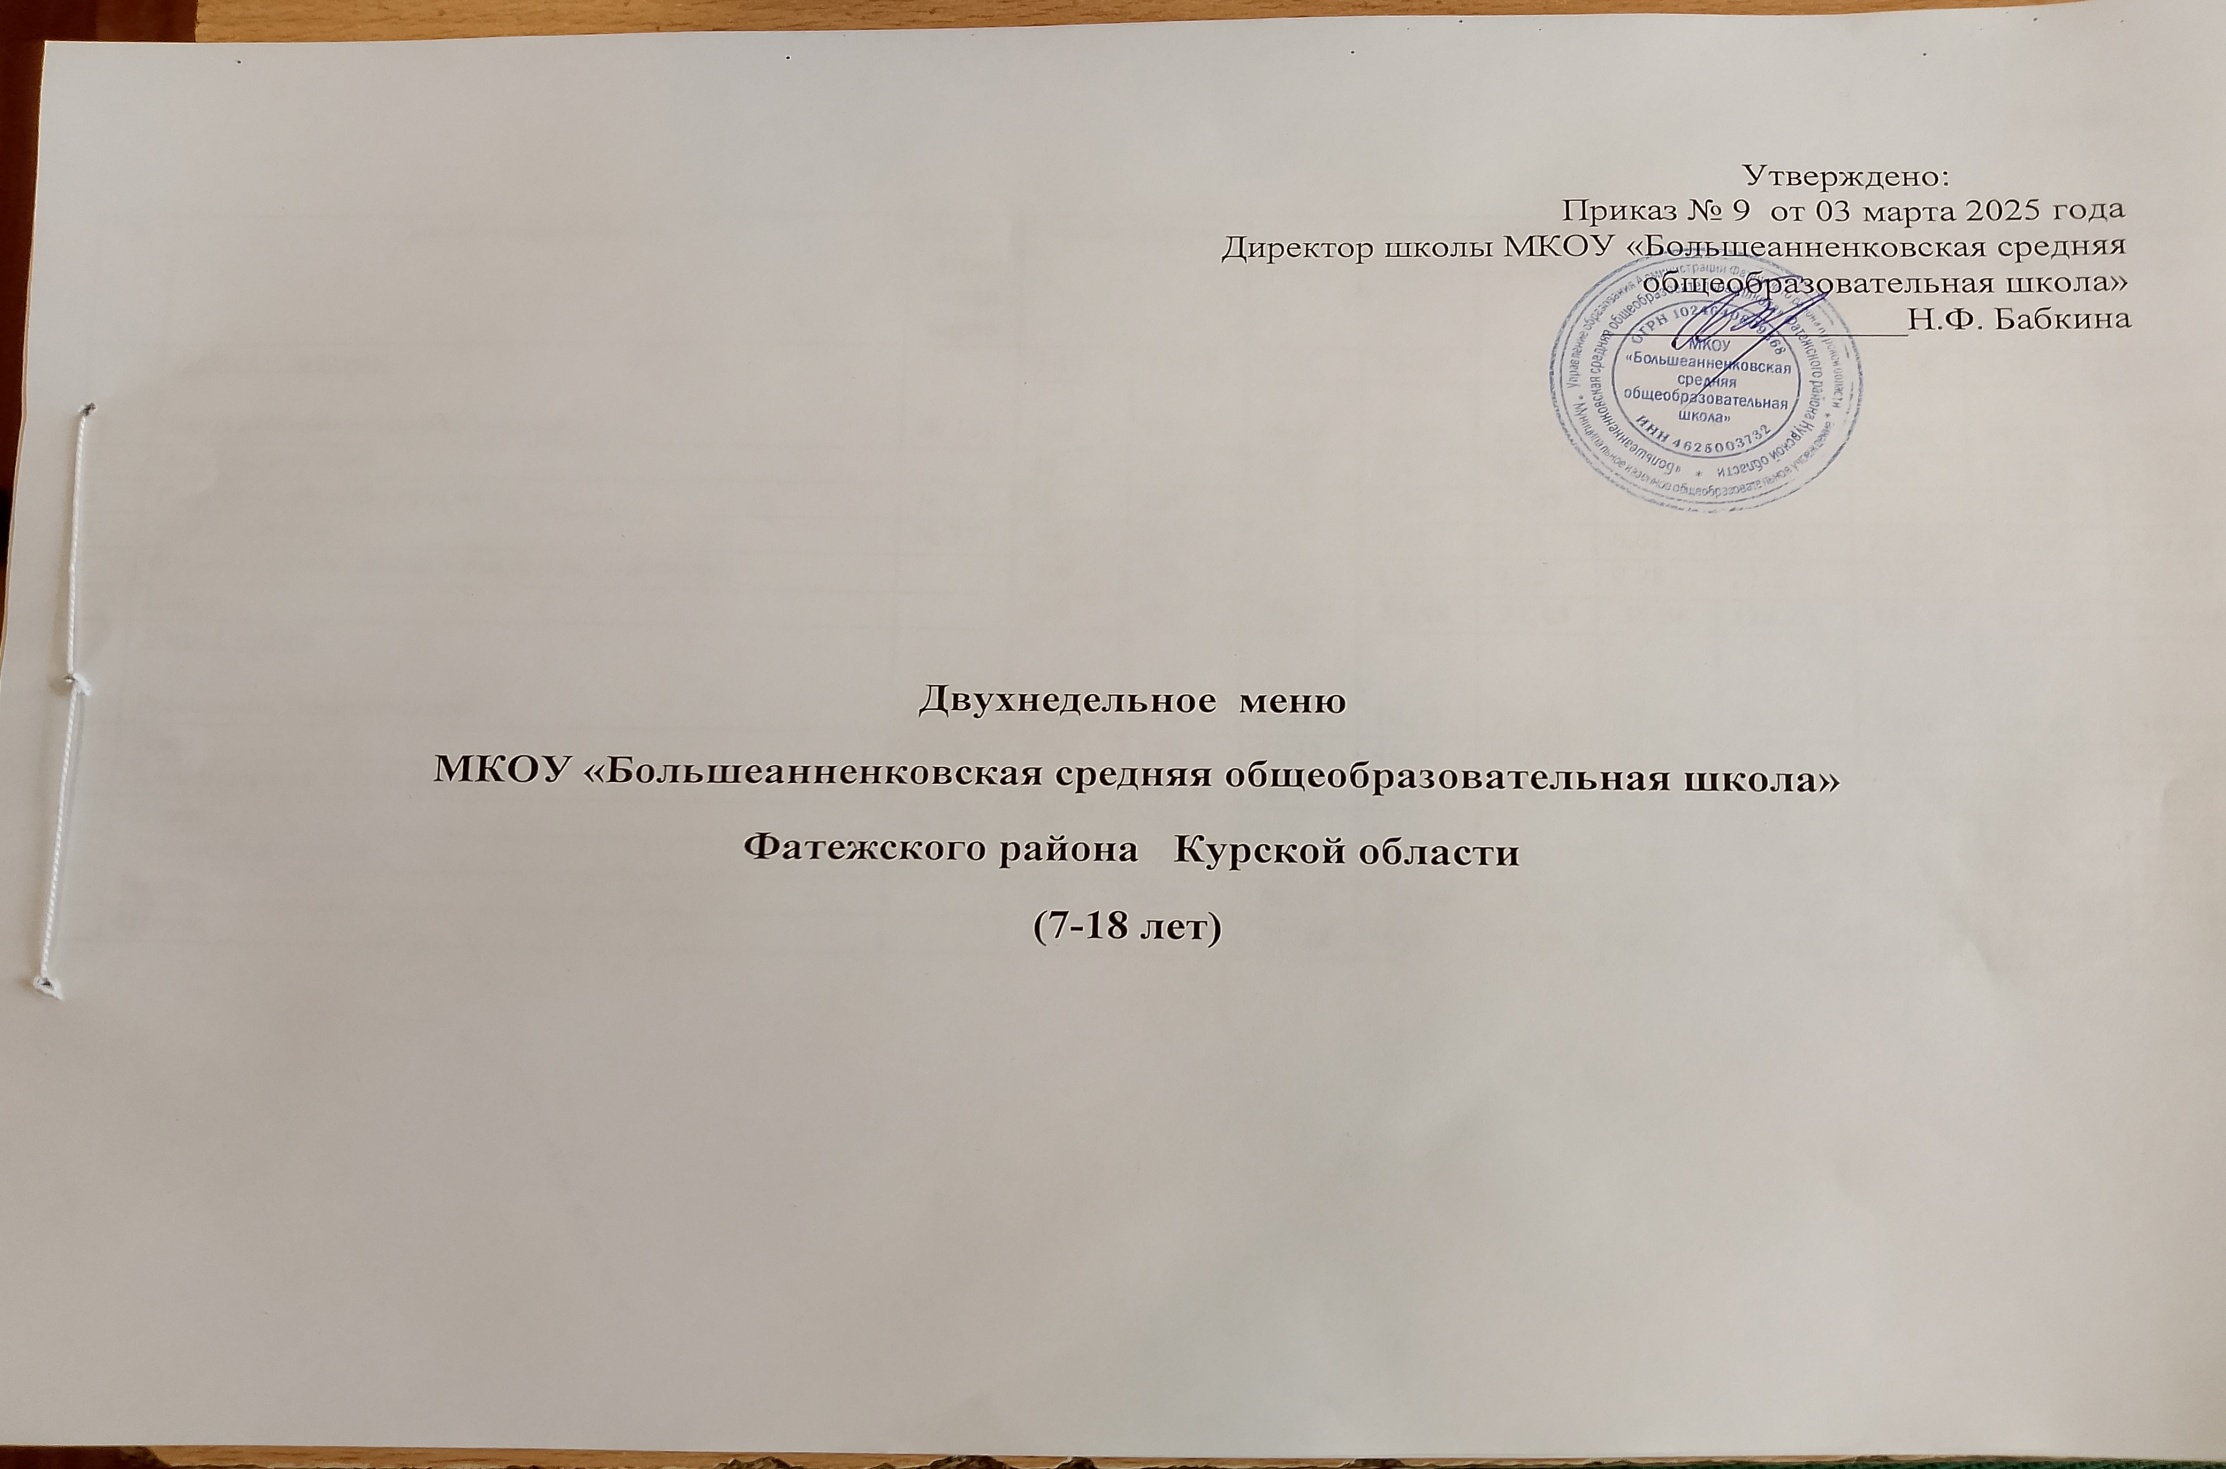 Утверждено:
Приказ № 9 от 03 марта 2025 года
Директор школы МКОУ «Большеанненковская средняя
общеобразовательная школа»
Н.Ф. Бабкина
МКОУ
«Большеанненковская
средняя
общеобразовательная
школа»
ИНН 4625003732
Двухнедельное меню
МКОУ «Большеанненковская средняя общеобразовательная школа»
Фатежского района Курской области
(7-18 лет)